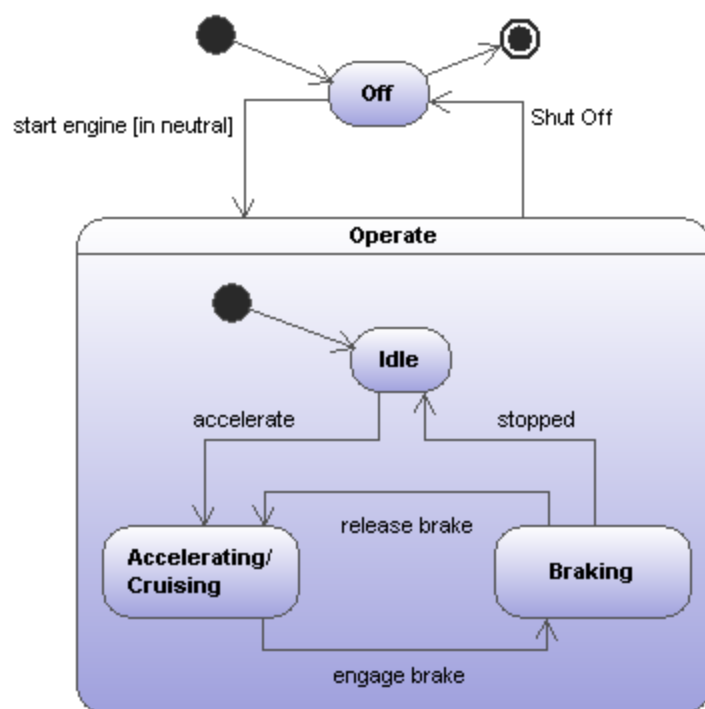 Off
start engine [in neutral]
Shut Off
Operate
Idle
accelerate
stopped
release brake
Accelerating/
Cruising
Braking
engage brake